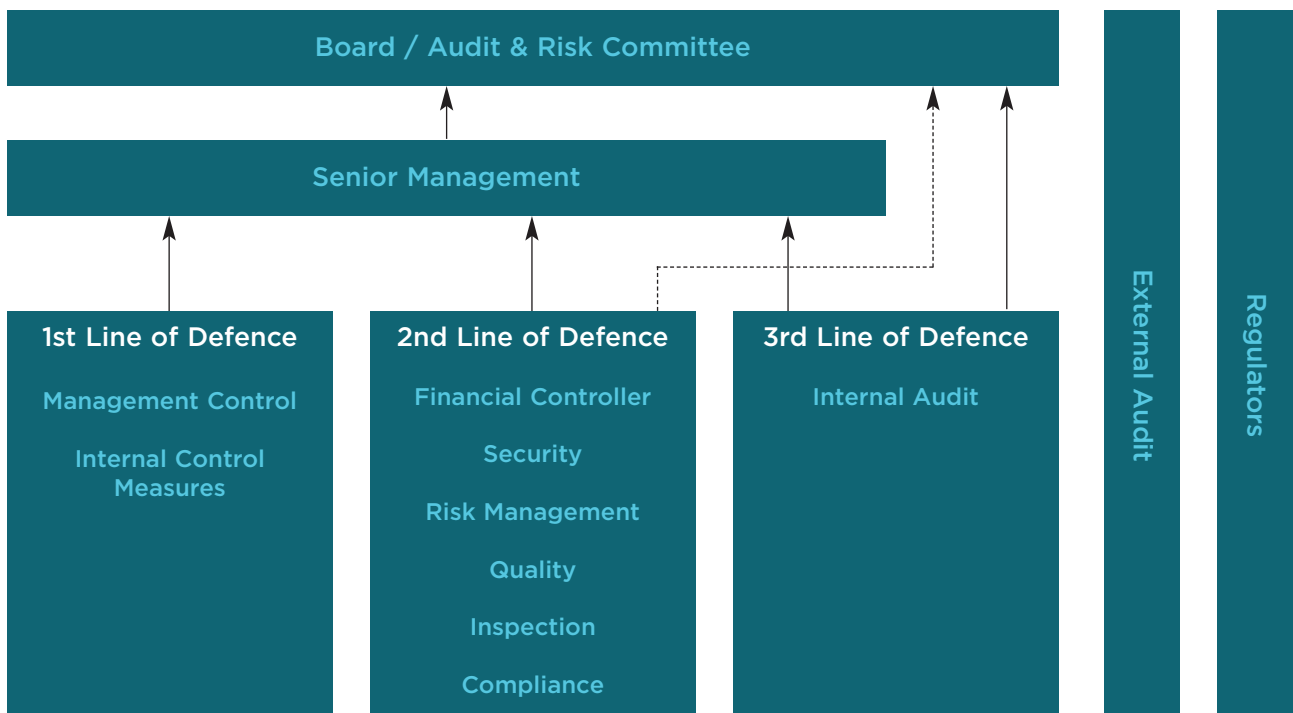 Board / Audit & Risk Committee
Senior Management
1st Line of Defence
Management Control
Internal Control
Measures
2nd Line of Defence
Financial Controller
Security
Risk Management
Quality
Inspection
Compliance
3rd Line of Defence
Internal Audit
External Audit
Regulators